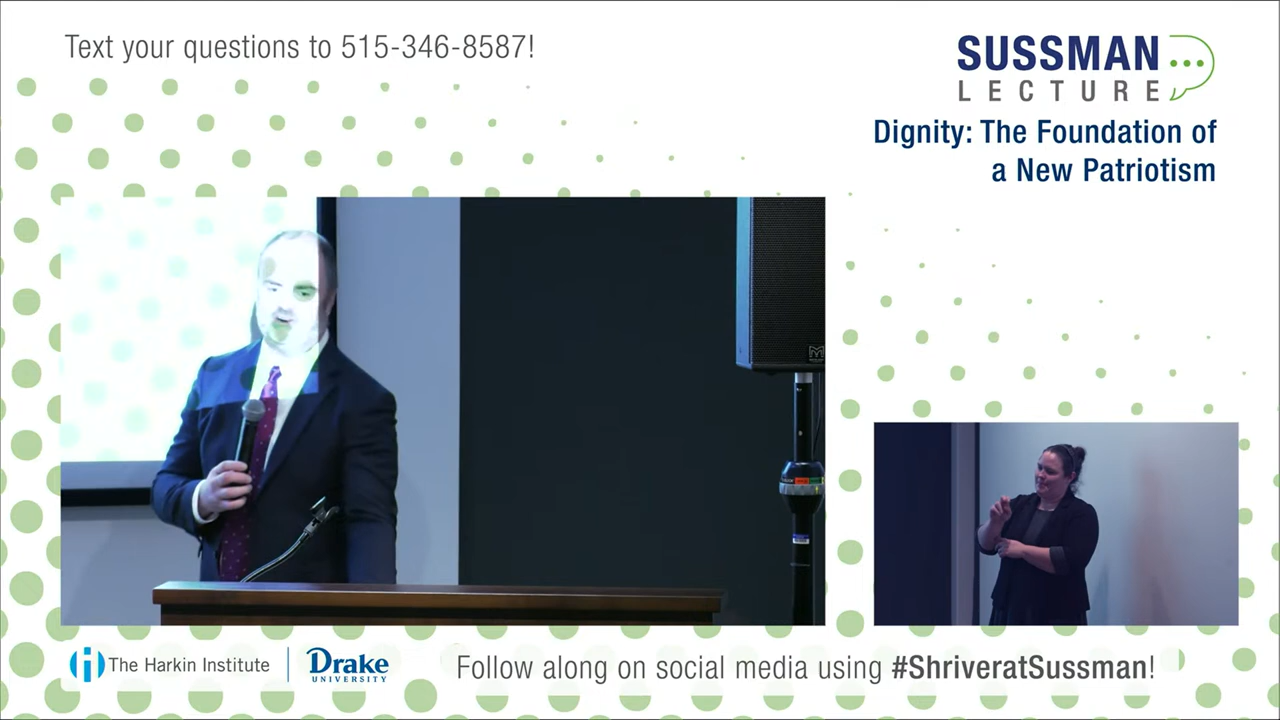 Text your questions to 515-346-8587!
SUSSMAN
LECTURE
Dignity: The Foundation of
a New Patriotism
The Harkin Institute
Drake
UNIVERSITY
Follow along on social media using #ShriveratSussman!